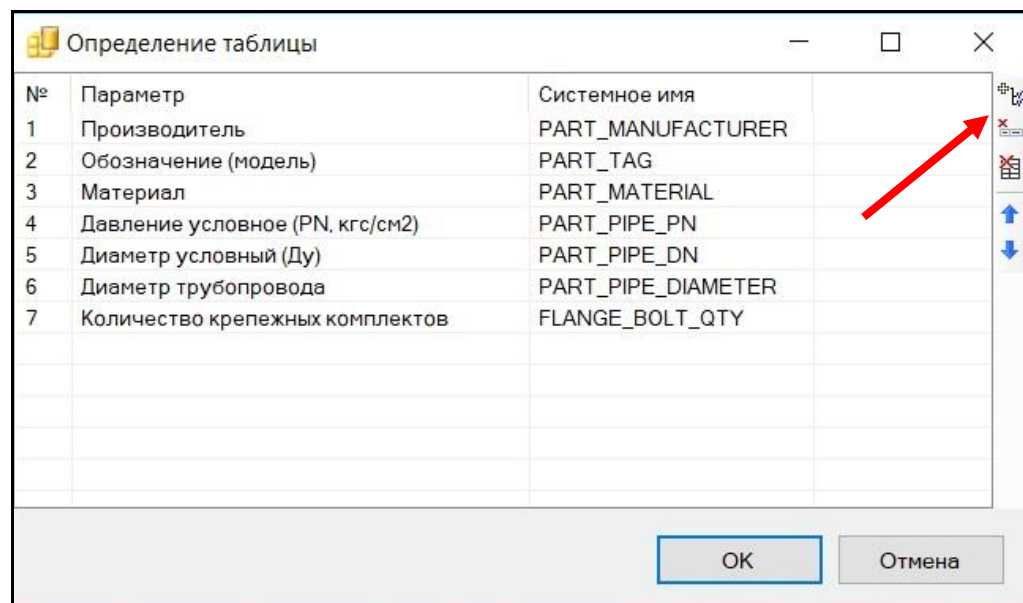 Определение таблицы
№ Параметр Системное имя
1 Производитель PART_MANUFACTURER
2 Обозначение (модель) PART_TAG
3 Материал PART_MATERIAL
4 Давление условное (PN, кгс/см2) PART_PIPE_PN
5 Диаметр условный (Ду) PART_PIPE_DN
6 Диаметр трубопровода PART_PIPE_DIAMETER
7 Количество крепежных комплектов FLANGE_BOLT_QTY
OK Отмена